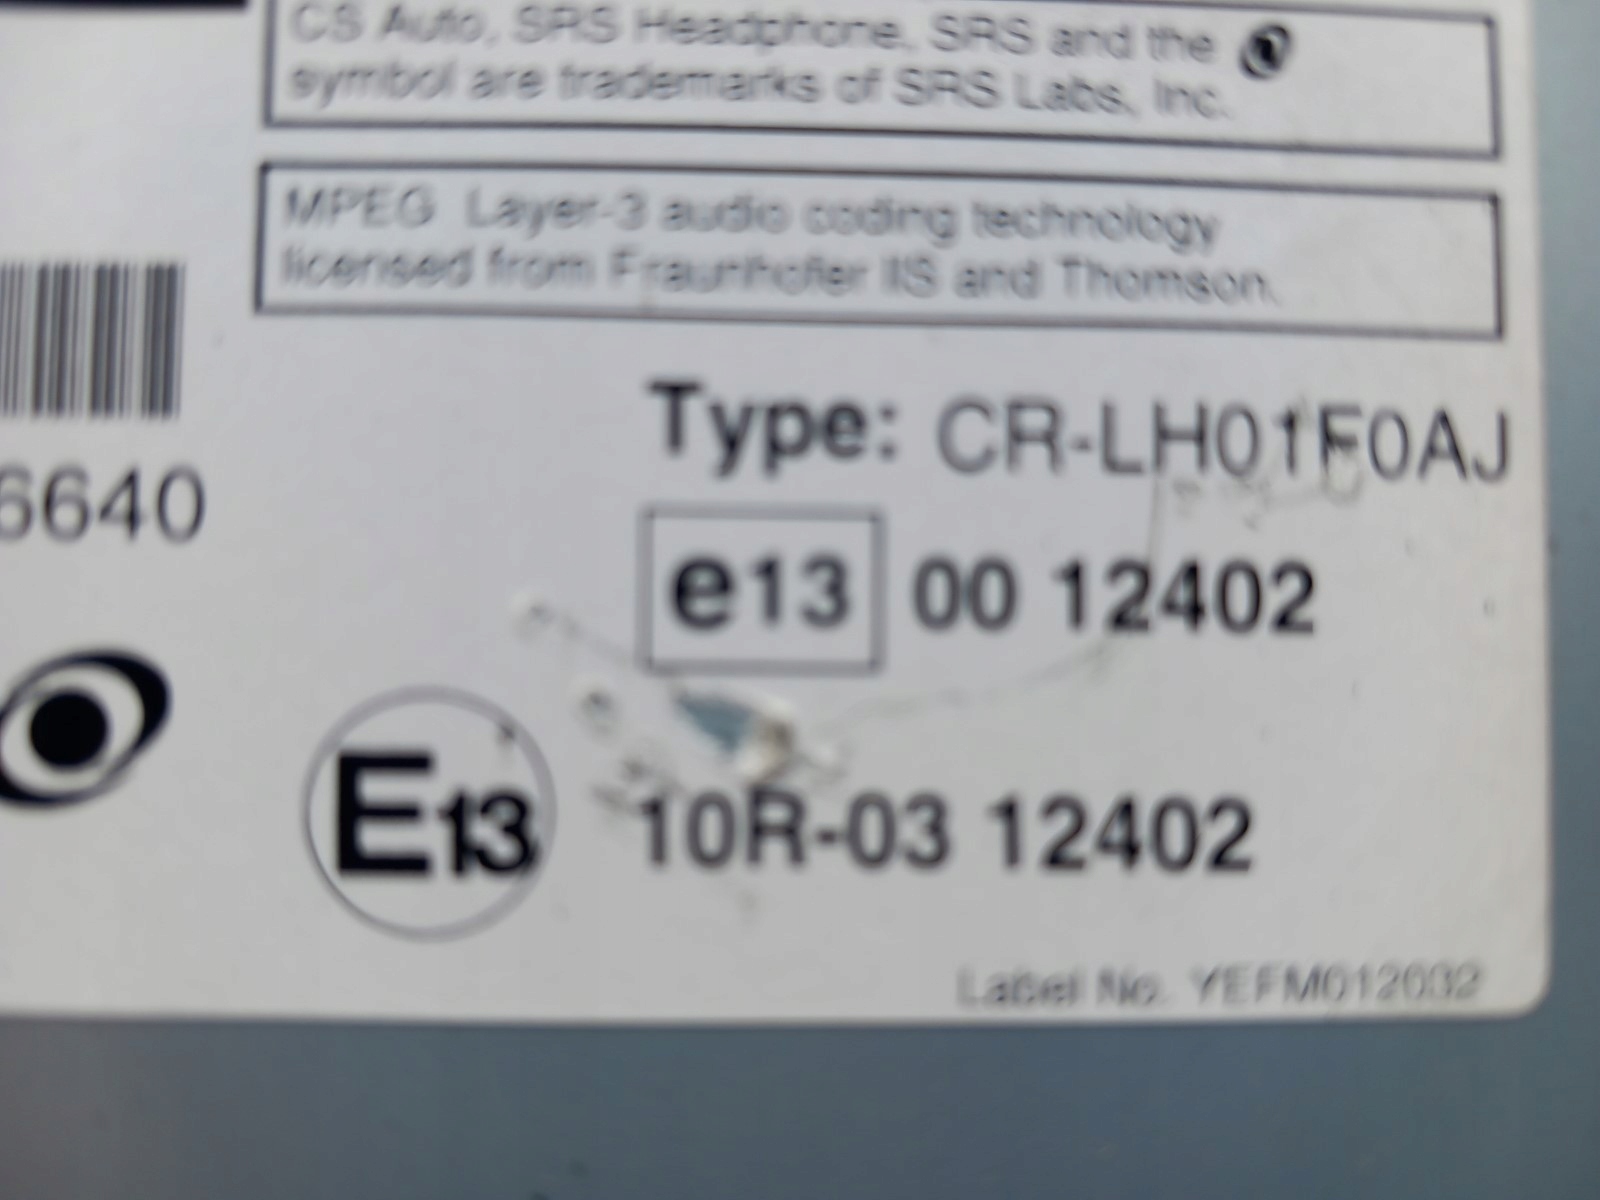 CS Auto, SRS Headphone, SRS and the
symbol are trademarks of SRS Labs, Inc.
MPEG Layer-3 audio coding technology
licensed from Fraunhofer IIS and Thomson.
Type: CR-LH01F0AJ
6640
e13 00 12402
E13 10R-03 12402
Label No. YEFM012032